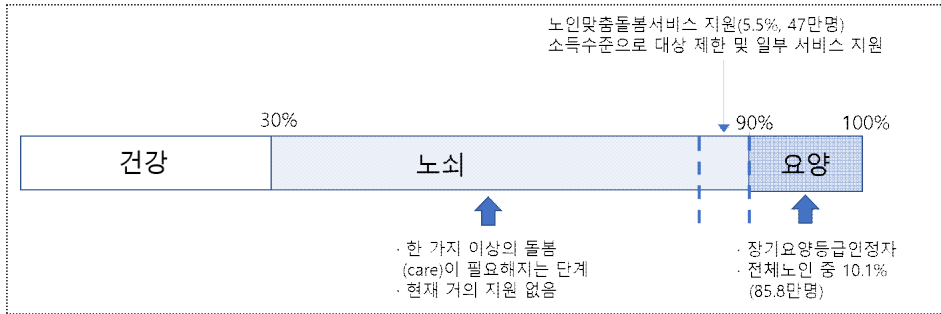 노인맞춤돌봄서비스 지원(5.5%, 47만명)
소득수준으로 대상 제한 및 일부 서비스 지원
30%
90%
100%
건강
노쇠
요양
· 한 가지 이상의 돌봄
(care)이 필요해지는 단계
· 현재 거의 지원 없음
· 장기요양등급인정자
· 전체노인 중 10.1%
(85.8만명)